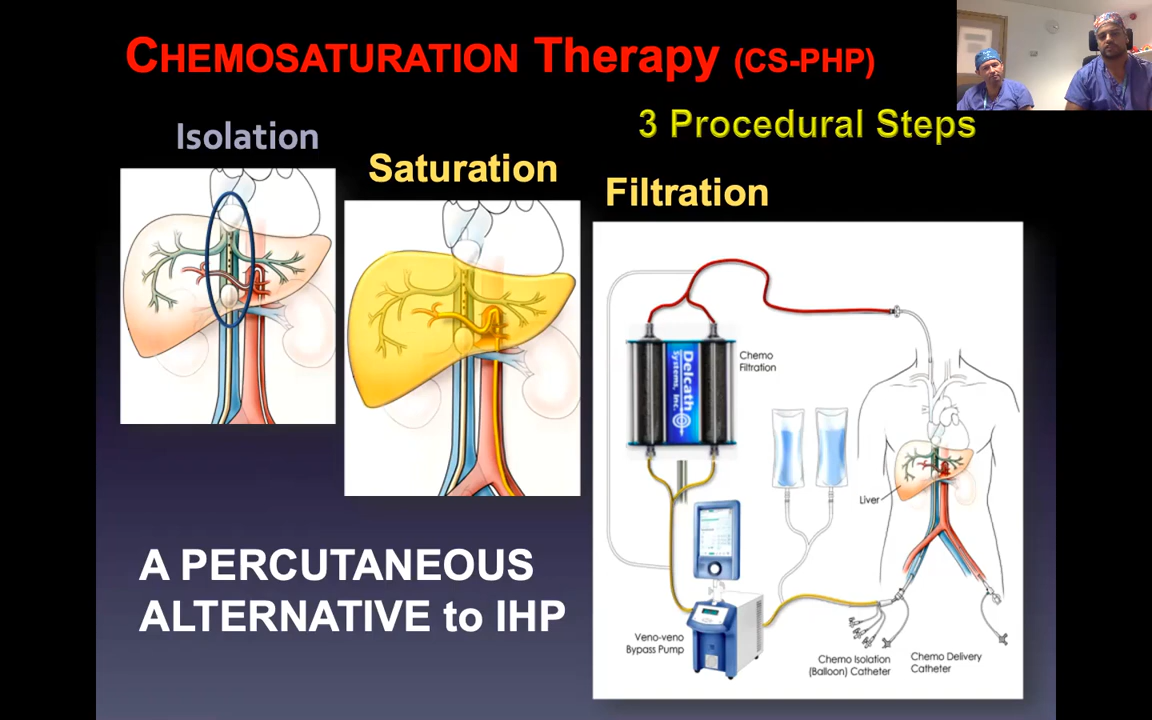 CHEMOSATURATION Therapy (CS-PHP)
3 Procedural Steps
Isolation
Saturation
Filtration
Chemo
Filtration
Delcath
Systems, Inc.
Liver
Veno-veno
Bypass Pump
Chemo Isolation
(Balloon) Catheter
Chemo Delivery
Catheter
A PERCUTANEOUS
ALTERNATIVE to IHP